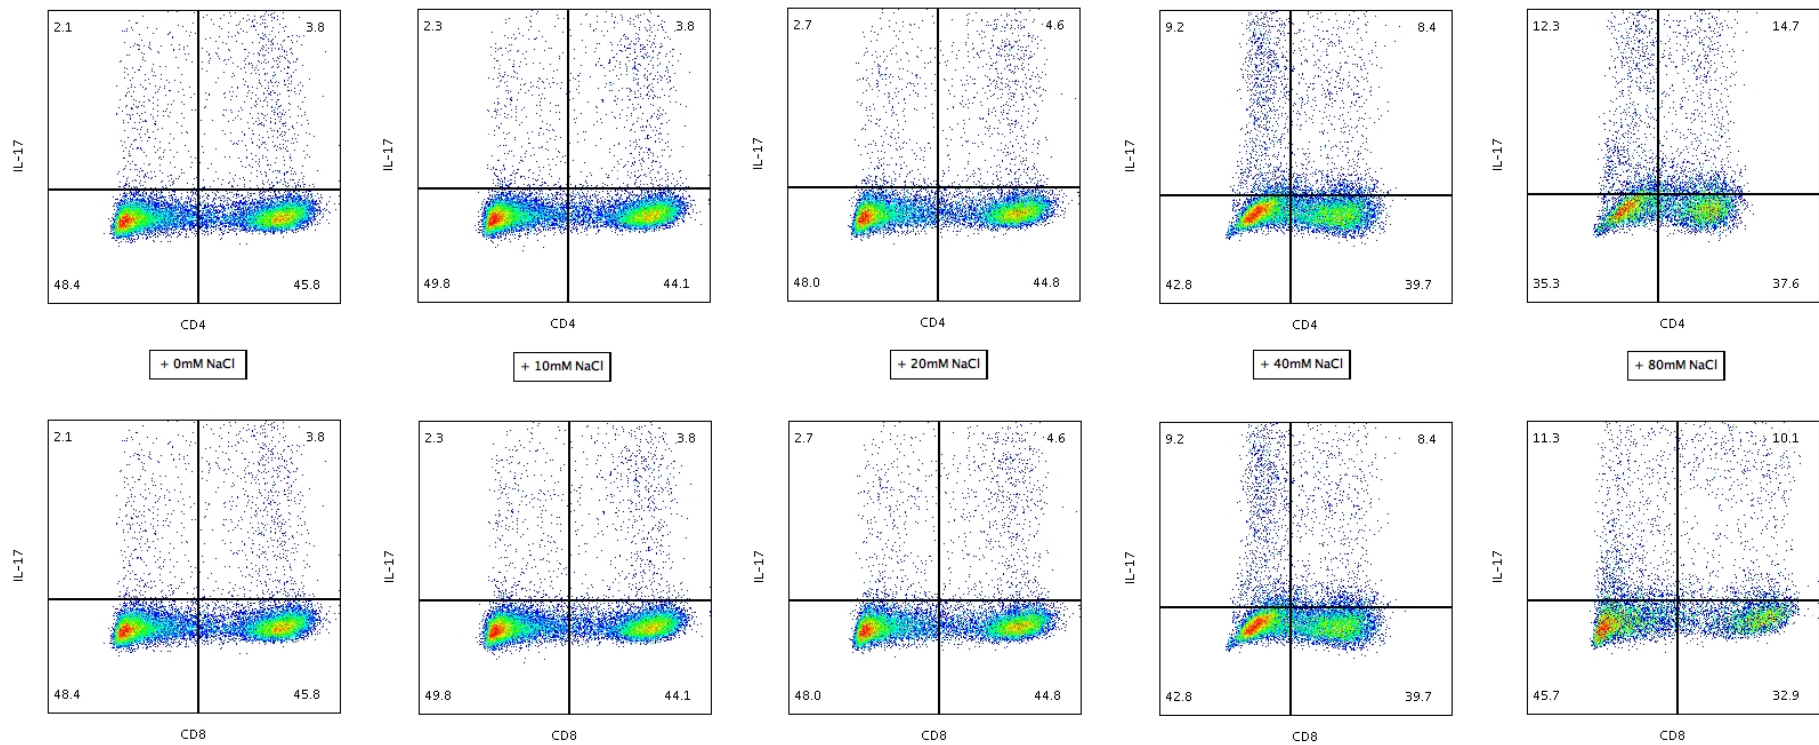 2.1 3.8 2.3 3.8 2.7 4.6 9.2 8.4 12.3 14.7
IL-17 IL-17 IL-17 IL-17 IL-17
48.4 45.8 49.8 44.1 48.0 44.8 42.8 39.7 35.3 37.6
CD4 CD4 CD4 CD4 CD4
+ 0mM NaCl + 10mM NaCl + 20mM NaCl + 40mM NaCl + 80mM NaCl
2.1 3.8 2.3 3.8 2.7 4.6 9.2 8.4 11.3 10.1
IL-17 IL-17 IL-17 IL-17 IL-17
48.4 45.8 49.8 44.1 48.0 44.8 42.8 39.7 45.7 32.9
CD8 CD8 CD8 CD8 CD8